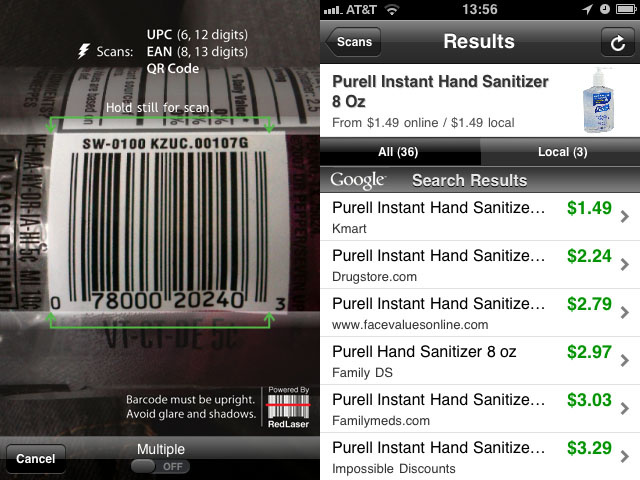 UPC (6, 12 digits)
Scans: EAN (8, 13 digits)
QR Code
Hold still for scan.
SW-0100 KZUC.00107G
0 78000 20240 3
VT-CT-DE 5¢
Barcode must be upright.
Avoid glare and shadows.
Powered By
RedLaser
Multiple
Cancel
OFF
AT&T 13:56
Scans
Results
Purell Instant Hand Sanitizer
8 Oz
From $1.49 online / $1.49 local
All (36)
Local (3)
Google Search Results
Purell Instant Hand Sanitize... $1.49
Kmart
Purell Instant Hand Sanitize... $2.24
Drugstore.com
Purell Instant Hand Sanitize... $2.79
www.facevaluesonline.com
Purell Hand Sanitizer 8 oz $2.97
Family DS
Purell Instant Hand Sanitize... $3.03
Familymeds.com
Purell Instant Hand Sanitize... $3.29
Impossible Discounts